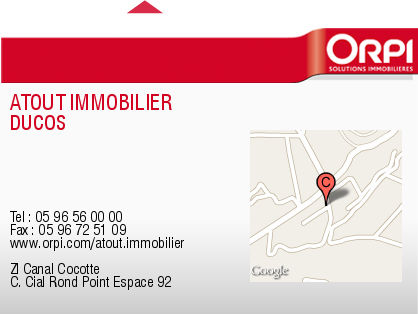 ORPI
SOLUTIONS IMMOBILIÈRES
ATOUT IMMOBILIER
DUCOS
C
Tel : 05 96 56 00 00
Fax : 05 96 72 51 09
www.orpi.com/atout.immobilier
Google
ZI Canal Cocotte
C. Cial Rond Point Espace 92